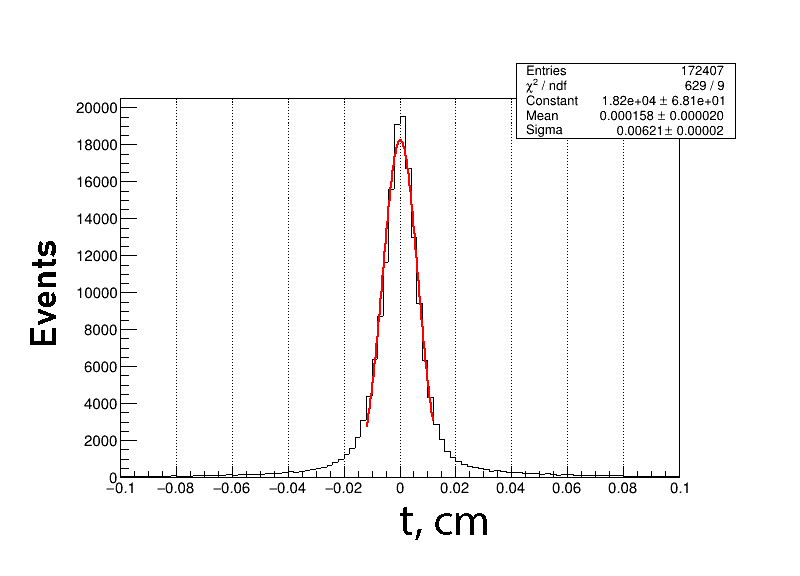 Entries 172407
χ² / ndf 629 / 9
Constant 1.82e+04 ± 6.81e+01
Mean 0.000158 ± 0.000020
Sigma 0.00621± 0.00002
20000
18000
16000
14000
12000
10000
8000
6000
4000
2000
0
Events
−0.1 −0.08 −0.06 −0.04 −0.02 0 0.02 0.04 0.06 0.08 0.1
t, cm